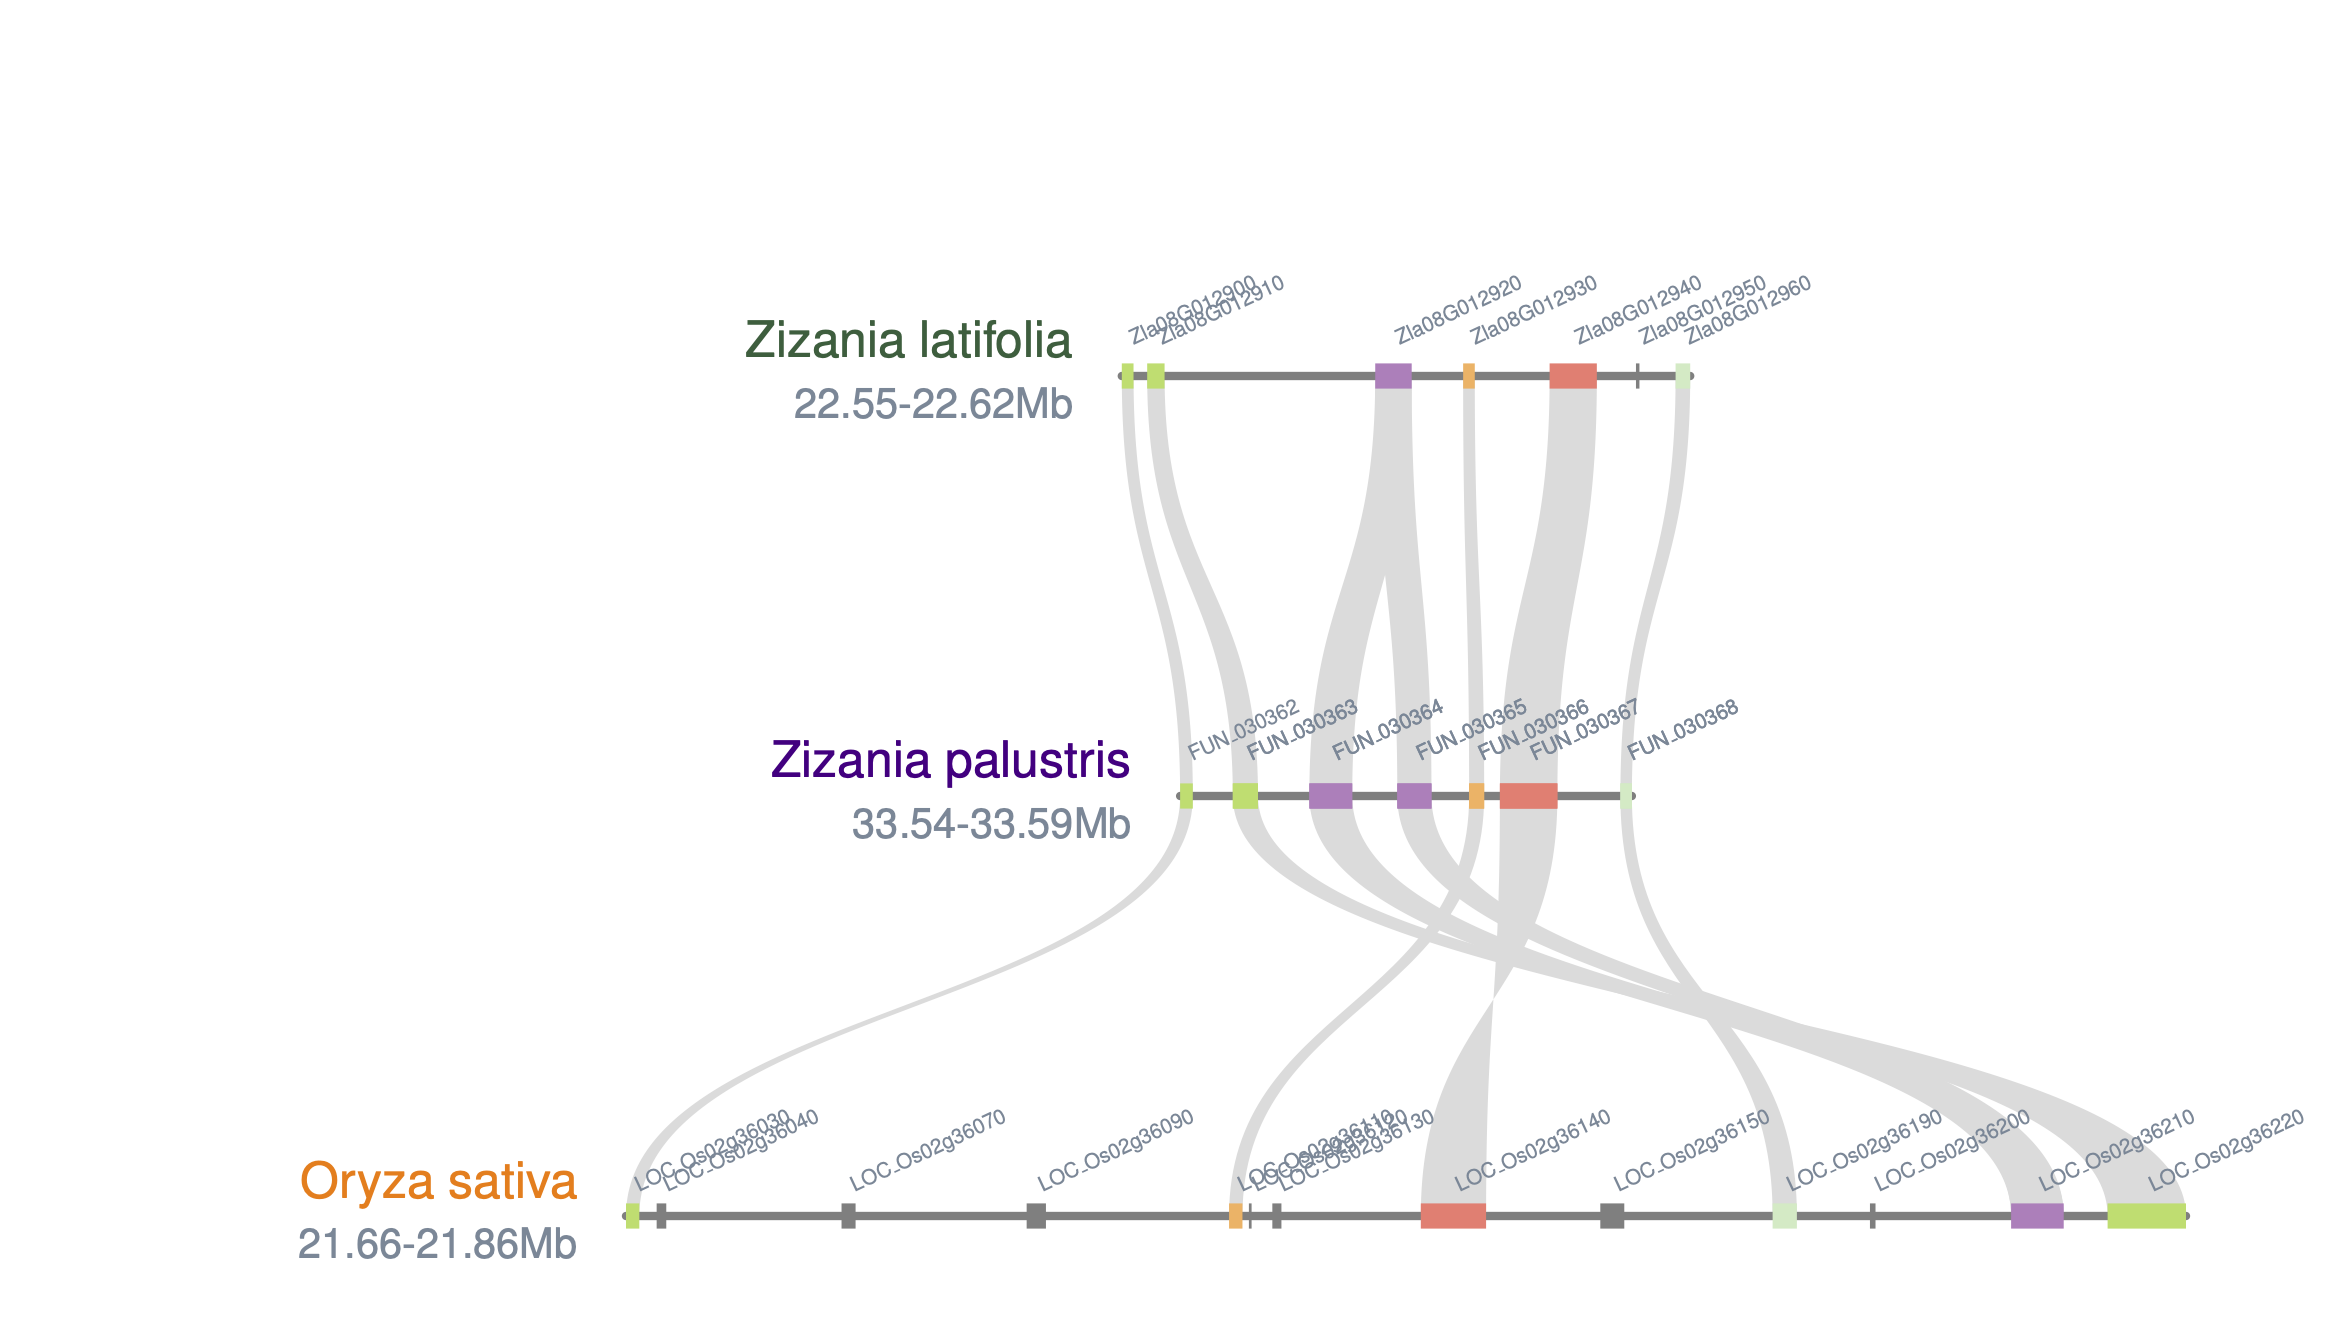 Zla08G012900
Zla08G012910
Zla08G012920
Zla08G012930
Zla08G012940
Zla08G012950
Zla08G012960
Zizania latifolia
22.55-22.62Mb
FUN_030362
FUN_030363
FUN_030364
FUN_030365
FUN_030366
FUN_030367
FUN_030368
Zizania palustris
33.54-33.59Mb
LOC_Os02g36030
LOC_Os02g36040
LOC_Os02g36070
LOC_Os02g36090
LOC_Os02g36110
LOC_Os02g36120
LOC_Os02g36130
LOC_Os02g36140
LOC_Os02g36150
LOC_Os02g36190
LOC_Os02g36200
LOC_Os02g36210
LOC_Os02g36220
Oryza sativa
21.66-21.86Mb